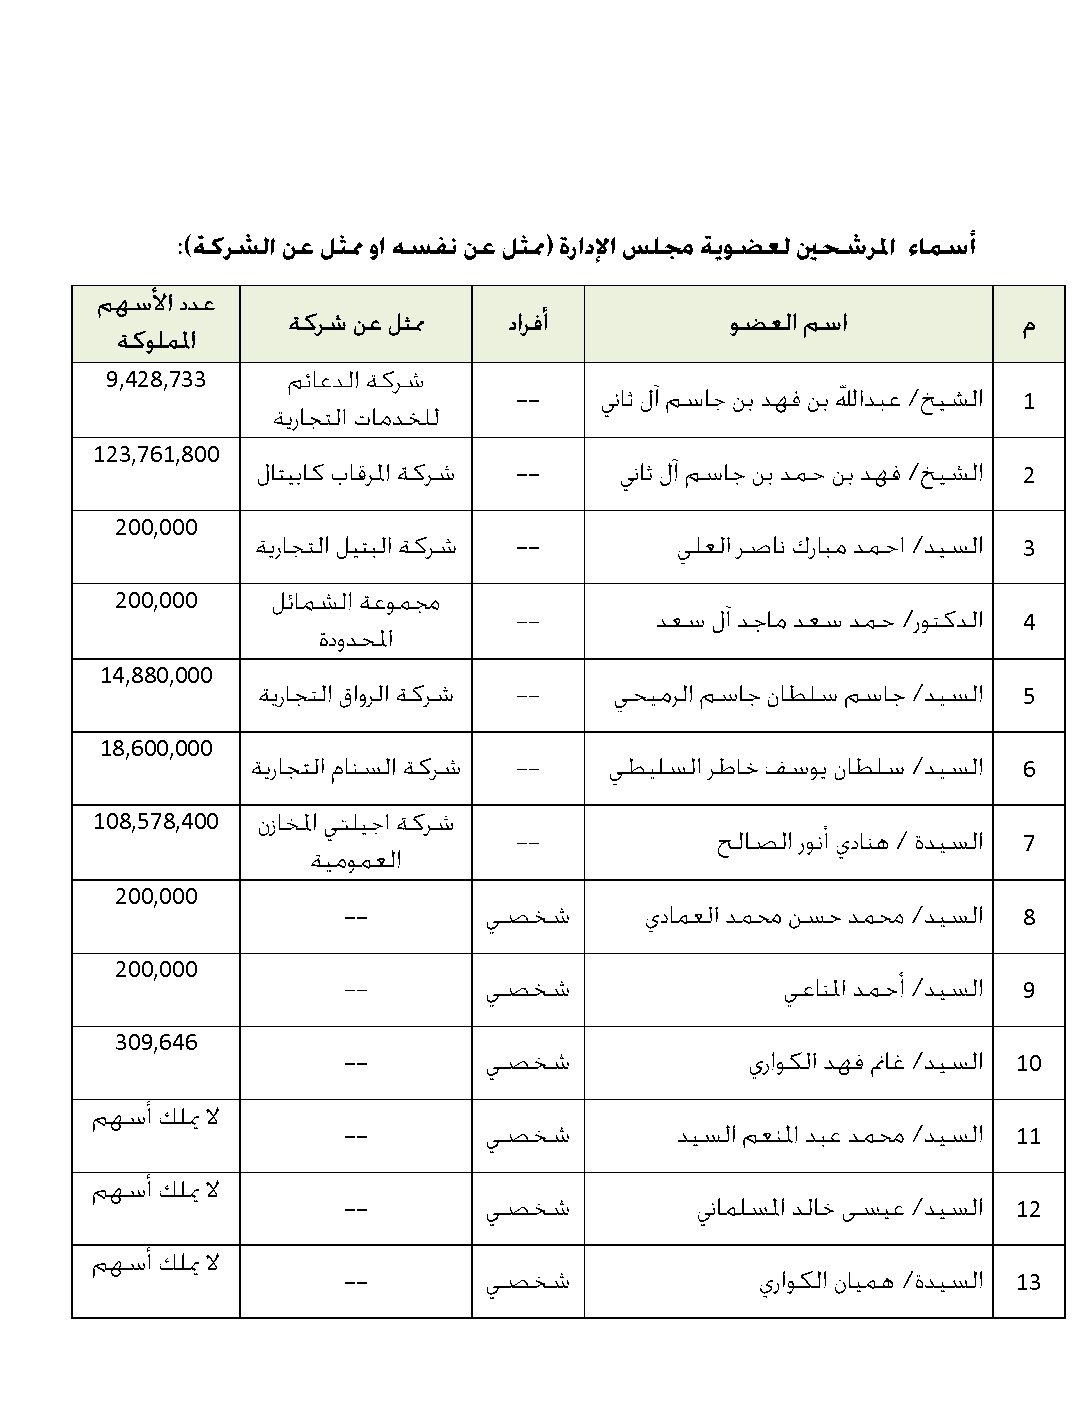 أسماء المرشحين لعضوية مجلس الإدارة (ممثل عن نفسه او ممثل عن الشركة):
م اسم العضو أفراد ممثل عن شركة عدد الأسهم المملوكة
1 الشيخ/ عبدالله بن فهد بن جاسم آل ثاني -- شركة الدعائم للخدمات التجارية 9,428,733
2 الشيخ/ فهد بن حمد بن جاسم آل ثاني -- شركة المرقاب كابيتال 123,761,800
3 السيد/ احمد مبارك ناصر العلي -- شركة البتيل التجارية 200,000
4 الدكتور/ حمد سعد ماجد آل سعد -- مجموعة الشمائل المحدودة 200,000
5 السيد/ جاسم سلطان جاسم الرميحي -- شركة الرواق التجارية 14,880,000
6 السيد/ سلطان يوسف خاطر السليطي -- شركة السنام التجارية 18,600,000
7 السيدة / هنادي أنور الصالح -- شركة اجيلتي المخازن العمومية 108,578,400
8 السيد/ محمد حسن محمد العمادي شخصي -- 200,000
9 السيد/ أحمد المناعي شخصي -- 200,000
10 السيد/ غانم فهد الكواري شخصي -- 309,646
11 السيد/ محمد عبد المنعم السيد شخصي -- لا يملك أسهم
12 السيد/ عيسى خالد المسلماني شخصي -- لا يملك أسهم
13 السيدة/ هميان الكواري شخصي -- لا يملك أسهم